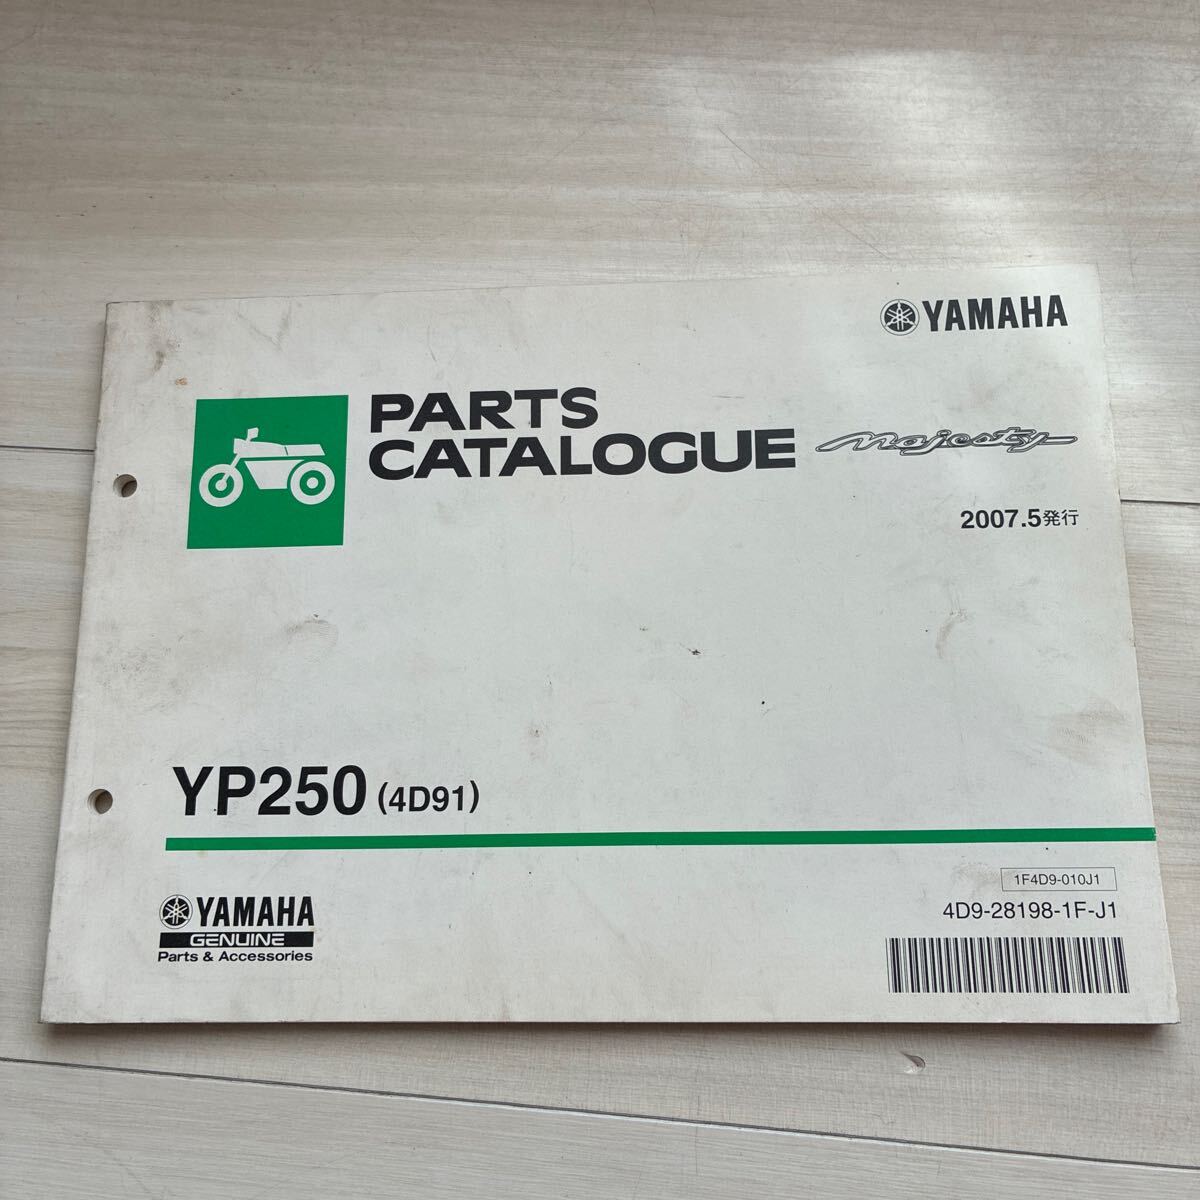 YAMAHA
PARTS
CATALOGUE
Majesty
2007.5発行
YP250 (4D91)
1F4D9-010J1
4D9-28198-1F-J1
YAMAHA
GENUINE
Parts & Accessories